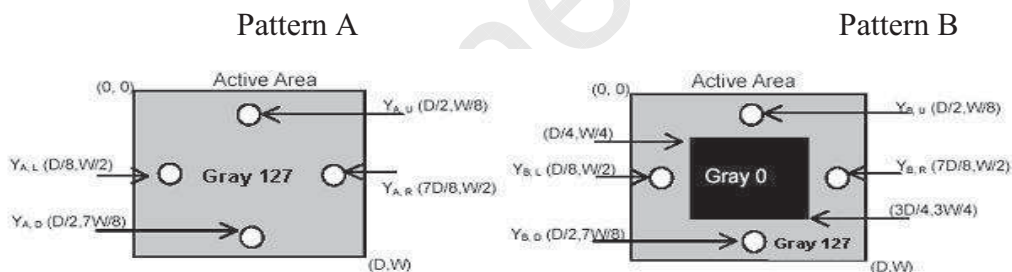 Pattern A
Pattern B
Active Area
(0, 0)
Y_A, U (D/2,W/8)
Y_A, L (D/8,W/2)
Gray 127
Y_A, R (7D/8,W/2)
Y_A, D (D/2,7W/8)
(D,W)
Active Area
(0, 0)
Y_B, U (D/2,W/8)
(D/4,W/4)
Y_B, L (D/8,W/2)
Gray 0
Y_B, R (7D/8,W/2)
(3D/4,3W/4)
Y_B, D (D/2,7W/8)
Gray 127
(D,W)